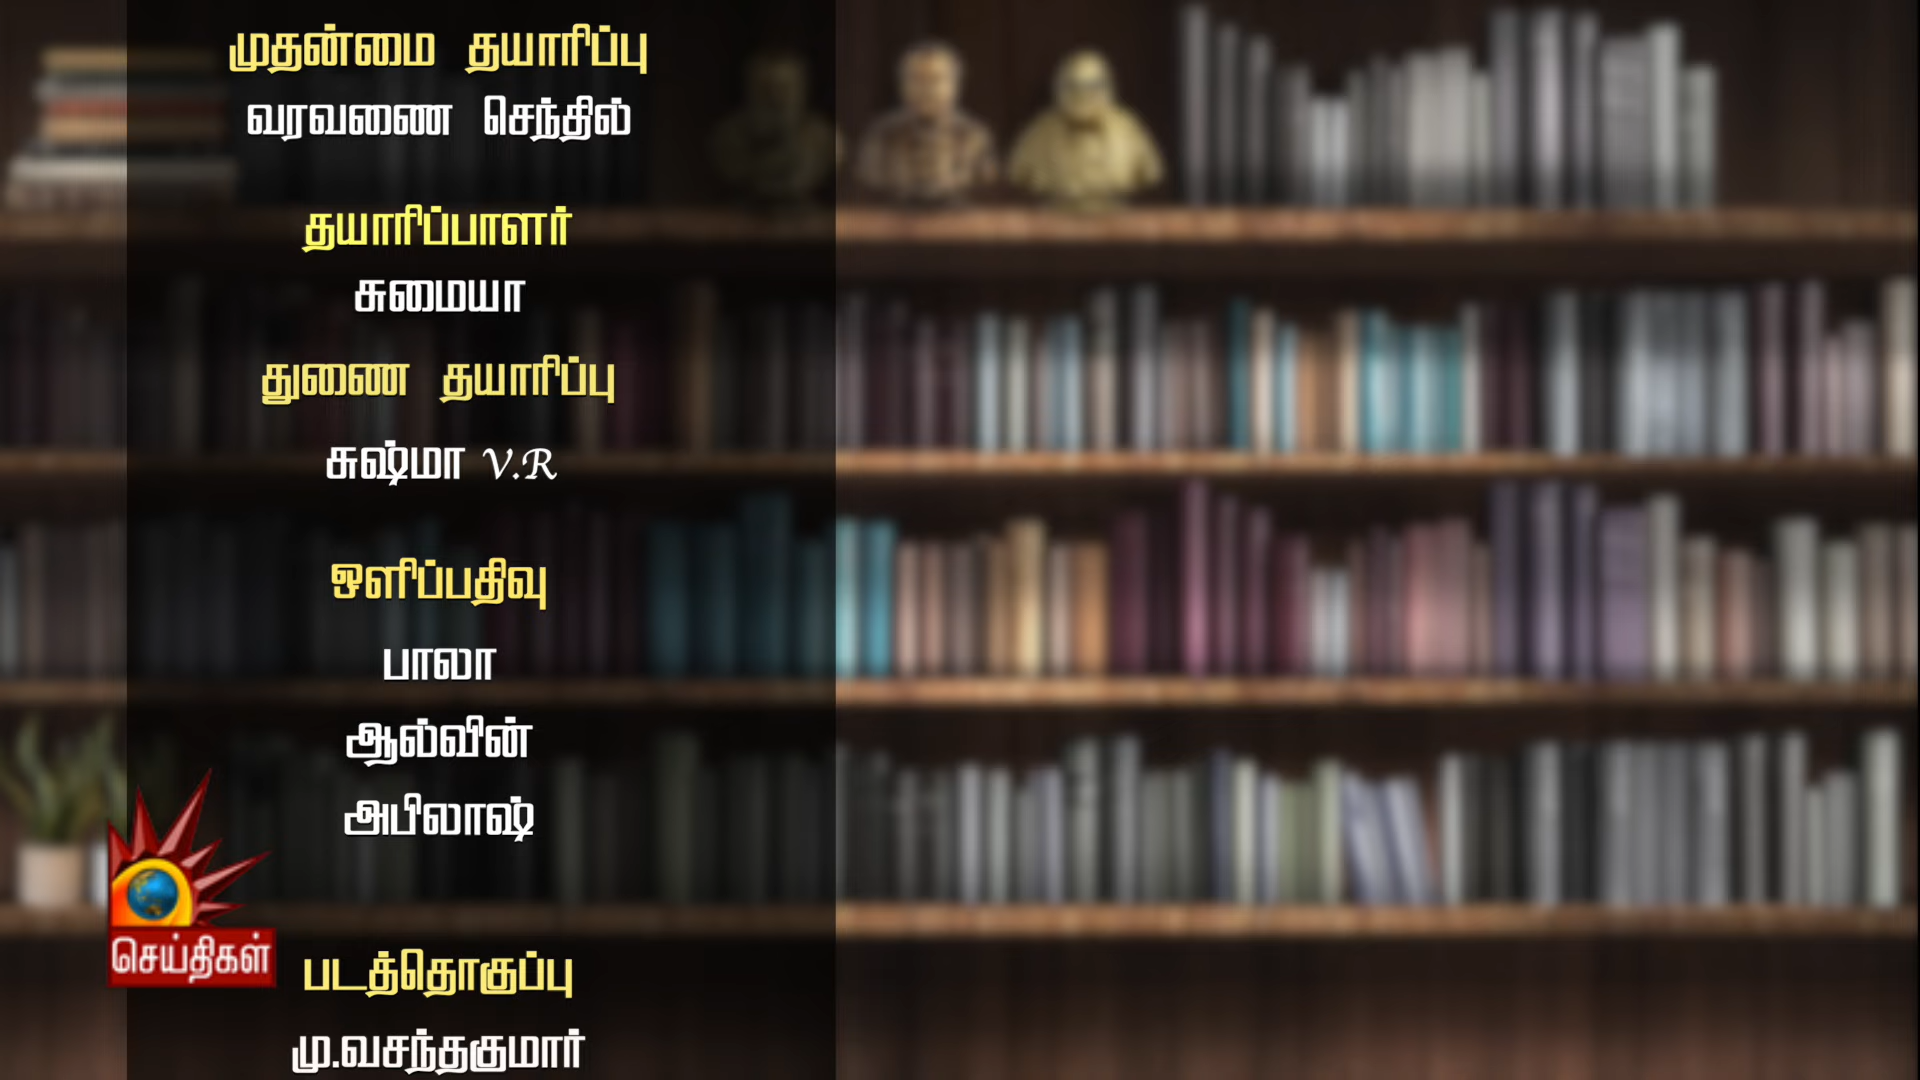 முதன்மை தயாரிப்பு
வரவணை செந்தில்
தயாரிப்பாளர்
சுமையா
துணை தயாரிப்பு
சுஷ்மா V.R
ஒளிப்பதிவு
பாலா
ஆல்வின்
அபிலாஷ்
செய்திகள்
படத்தொகுப்பு
மு.வசந்தகுமார்